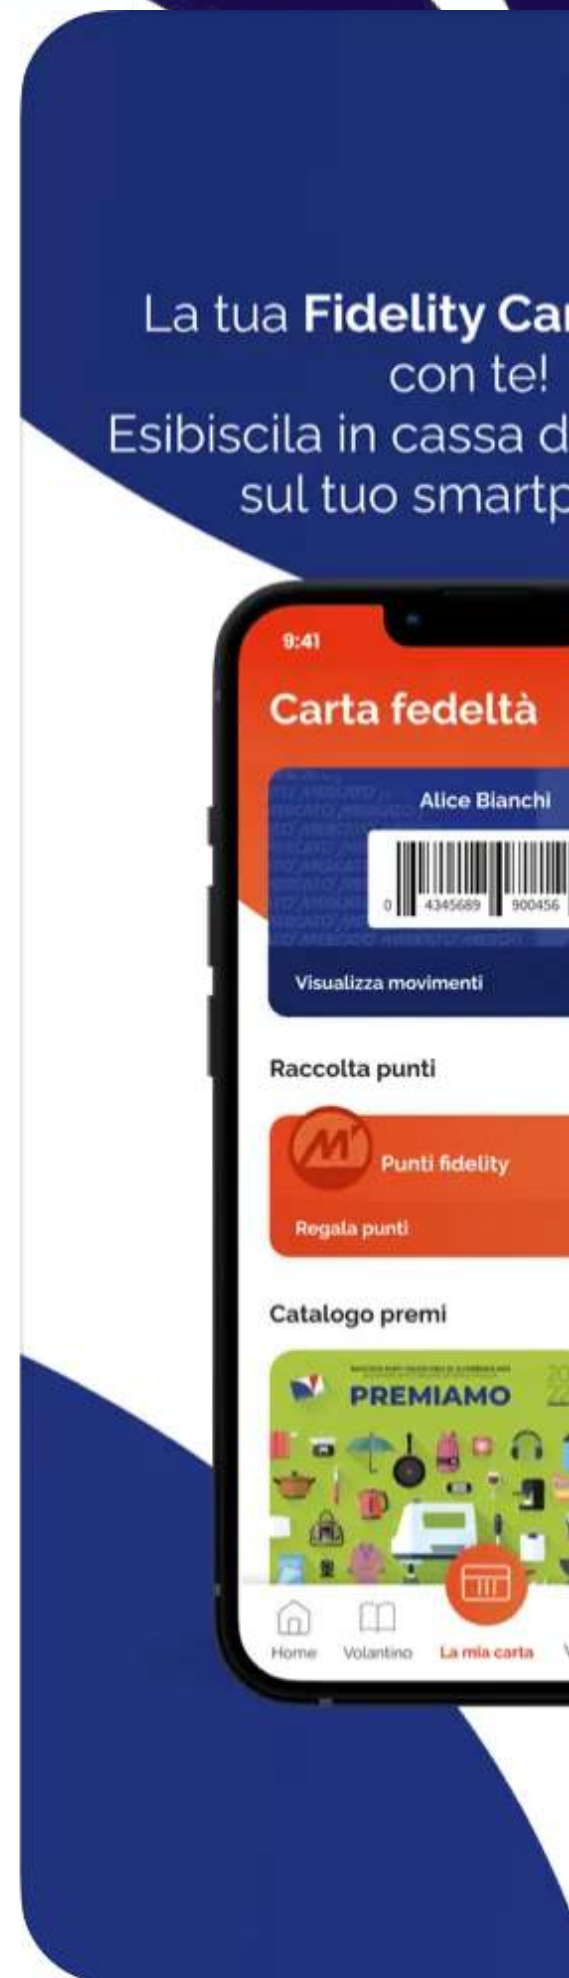 La tua Fidelity Car
con te!
Esibiscila in cassa d
sul tuo smartp
9:41
Carta fedeltà
Alice Bianchi
0 4345689 900456
Visualizza movimenti
Raccolta punti
M
Punti fidelity
Regala punti
Catalogo premi
PREMIAMO
Home
Volantino
La mia carta
V